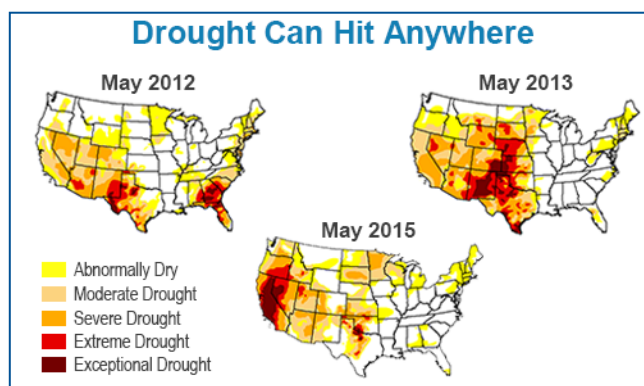 Drought Can Hit Anywhere
May 2012
May 2013
May 2015
Abnormally Dry
Moderate Drought
Severe Drought
Extreme Drought
Exceptional Drought